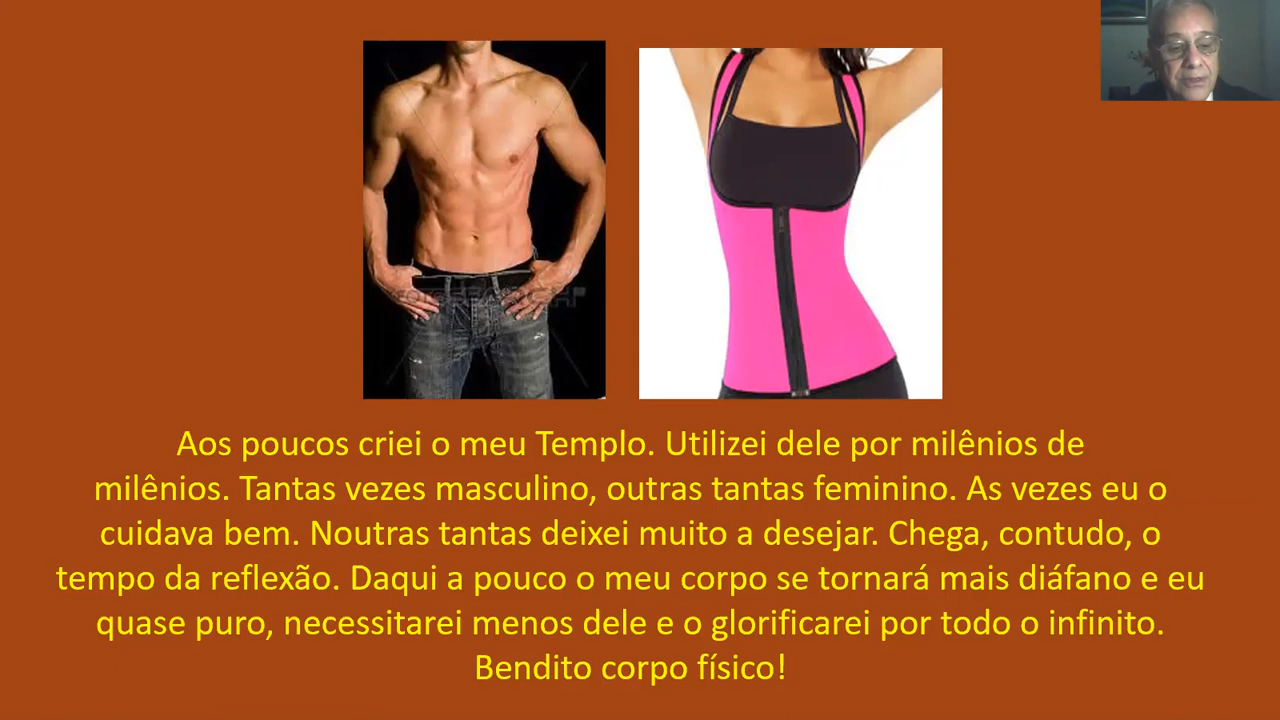 Aos poucos criei o meu Templo. Utilizei dele por milênios de
milênios. Tantas vezes masculino, outras tantas feminino. As vezes eu o
cuidava bem. Noutras tantas deixei muito a desejar. Chega, contudo, o
tempo da reflexão. Daqui a pouco o meu corpo se tornará mais diáfano e eu
quase puro, necessitarei menos dele e o glorificarei por todo o infinito.
Bendito corpo físico!